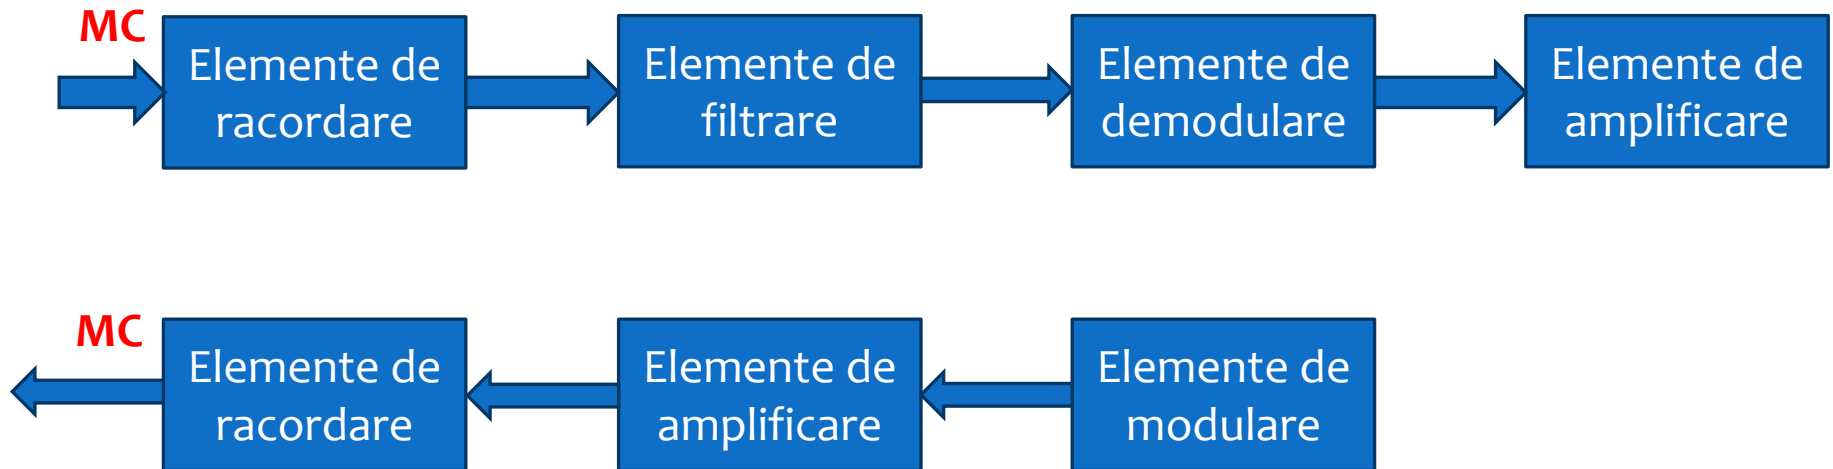 MC
Elemente de
racordare
Elemente de
filtrare
Elemente de
demodulare
Elemente de
amplificare
MC
Elemente de
racordare
Elemente de
amplificare
Elemente de
modulare